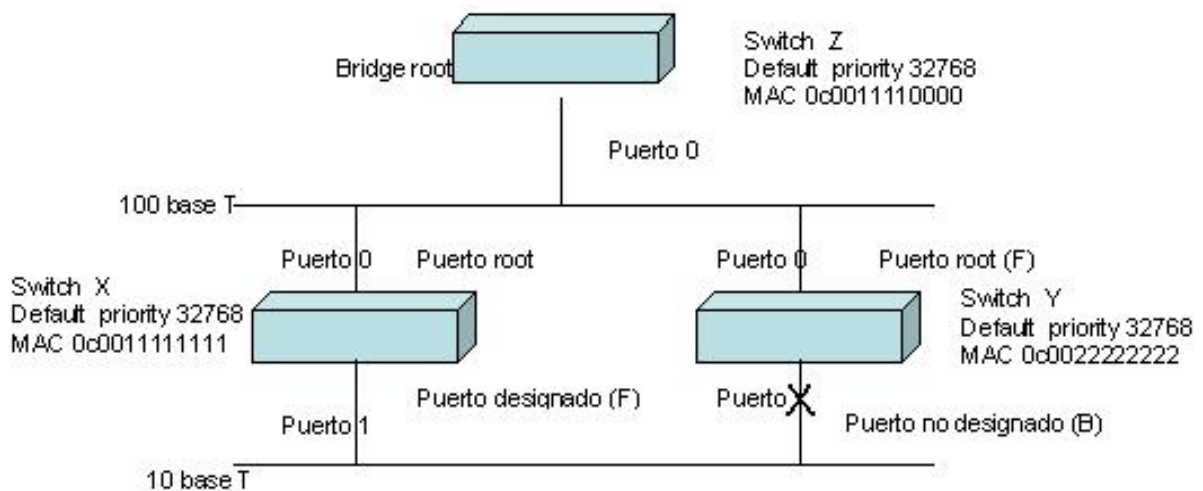 Bridge root
Switch Z
Default priority 32768
MAC 0c0011110000
Puerto 0
100 base T
Puerto 0
Puerto root
Puerto 0
Puerto root (F)
Switch X
Default priority 32768
MAC 0c0011111111
Switch Y
Default priority 32768
MAC 0c0022222222
Puerto designado (F)
Puerto 1
Puerto
Puerto no designado (B)
10 base T